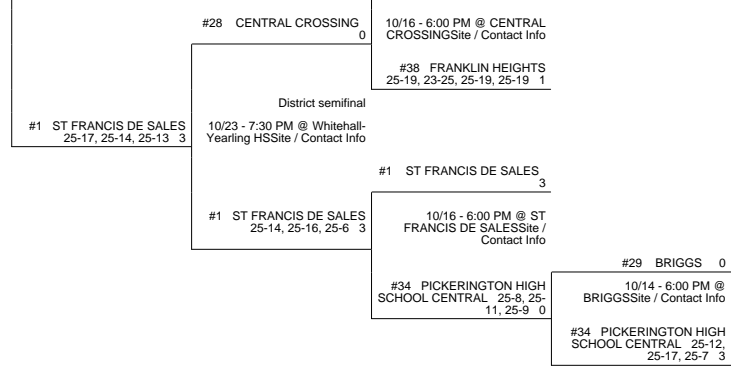 #28 CENTRAL CROSSING
0
10/16 - 6:00 PM @ CENTRAL
CROSSINGSite / Contact Info
#38 FRANKLIN HEIGHTS
25-19, 23-25, 25-19, 25-19 1
District semifinal
10/23 - 7:30 PM @ Whitehall-
Yearling HSSite / Contact Info
#1 ST FRANCIS DE SALES
25-17, 25-14, 25-13 3
#1 ST FRANCIS DE SALES
3
#1 ST FRANCIS DE SALES
25-14, 25-16, 25-6 3
10/16 - 6:00 PM @ ST
FRANCIS DE SALESSite /
Contact Info
#34 PICKERINGTON HIGH
SCHOOL CENTRAL 25-8, 25-
11, 25-9 0
#29 BRIGGS 0
10/14 - 6:00 PM @
BRIGGSSite / Contact Info
#34 PICKERINGTON HIGH
SCHOOL CENTRAL 25-12,
25-17, 25-7 3